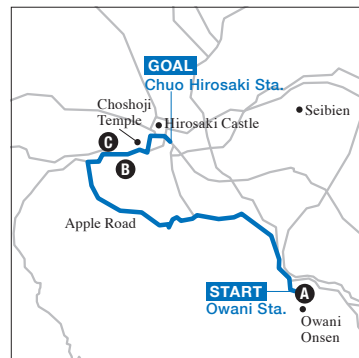 GOAL
Chuo Hirosaki Sta.
Choshoji
Temple
Hirosaki Castle
Seibien
C
B
Apple Road
START
Owani Sta.
A
Owani
Onsen